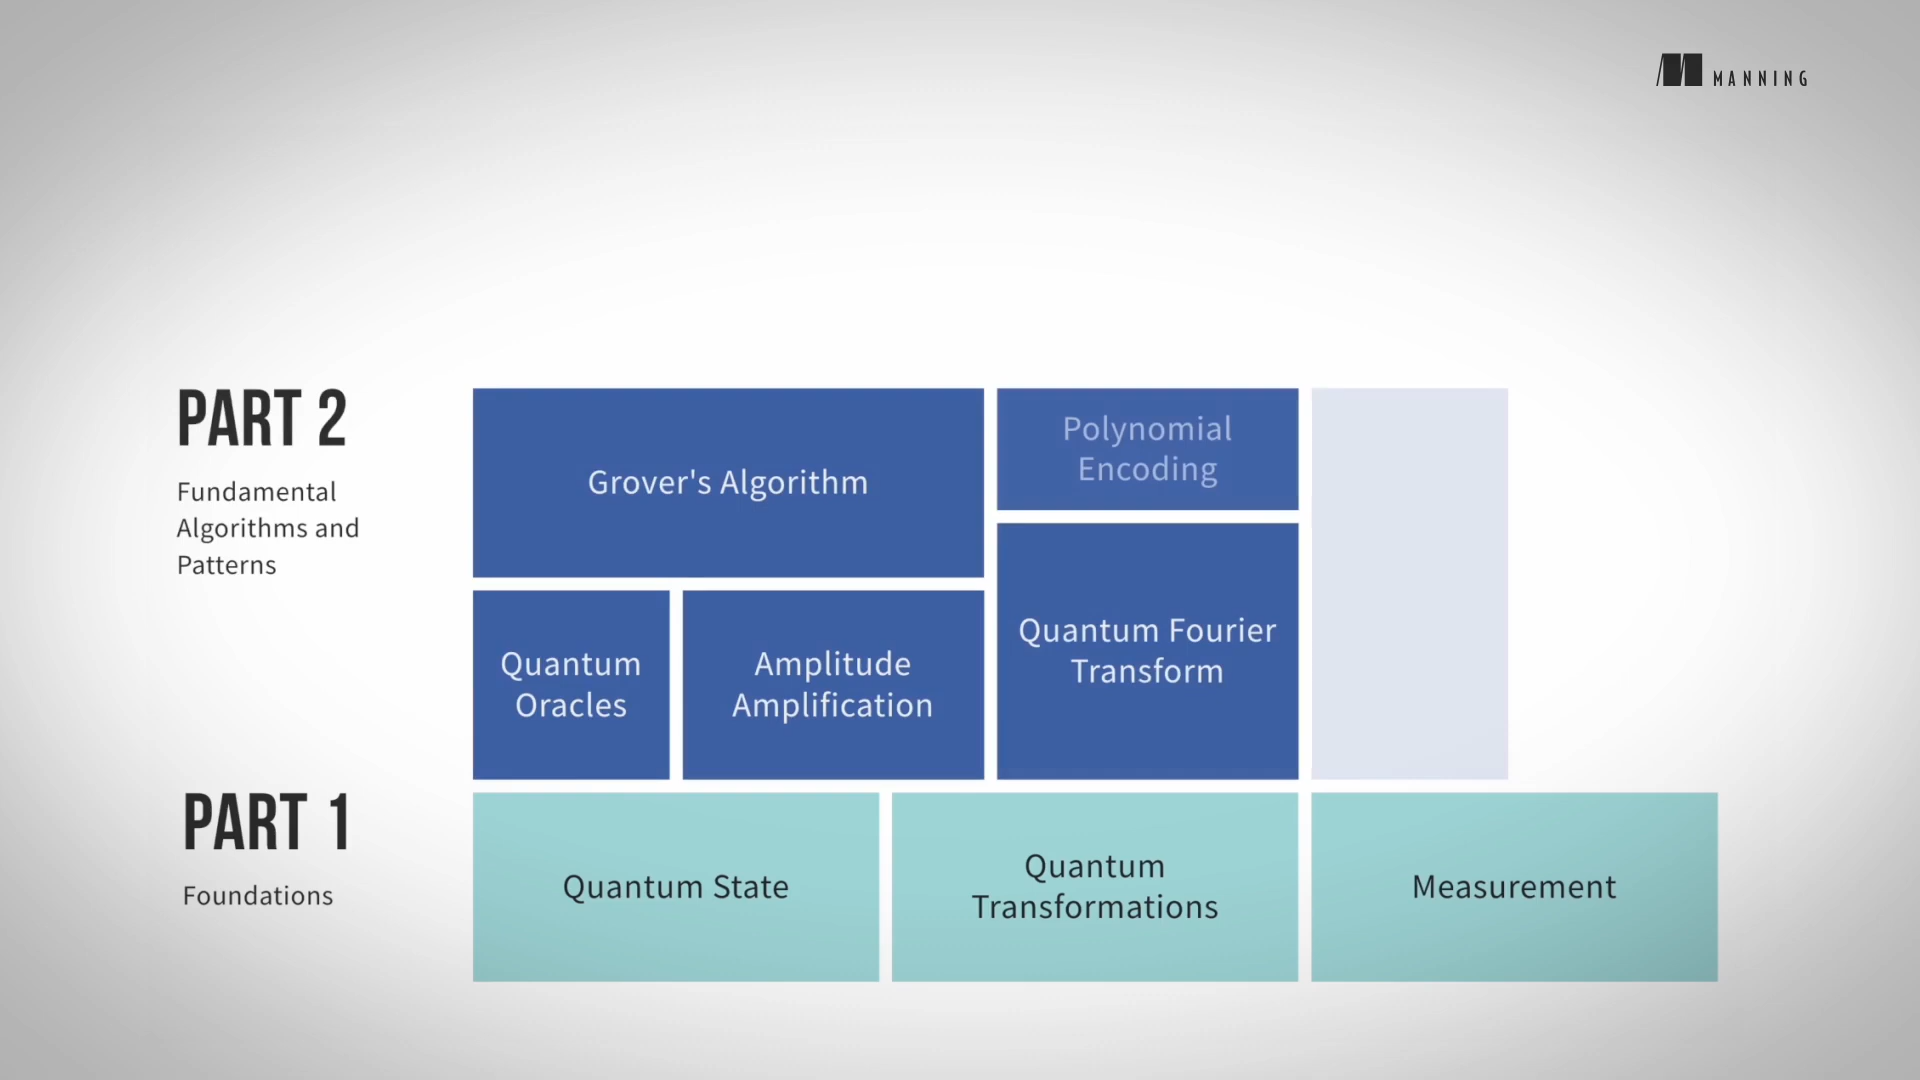 MANNING
PART 2
Fundamental
Algorithms and
Patterns
Grover's Algorithm
Polynomial
Encoding
Quantum
Oracles
Amplitude
Amplification
Quantum Fourier
Transform
PART 1
Foundations
Quantum State
Quantum
Transformations
Measurement